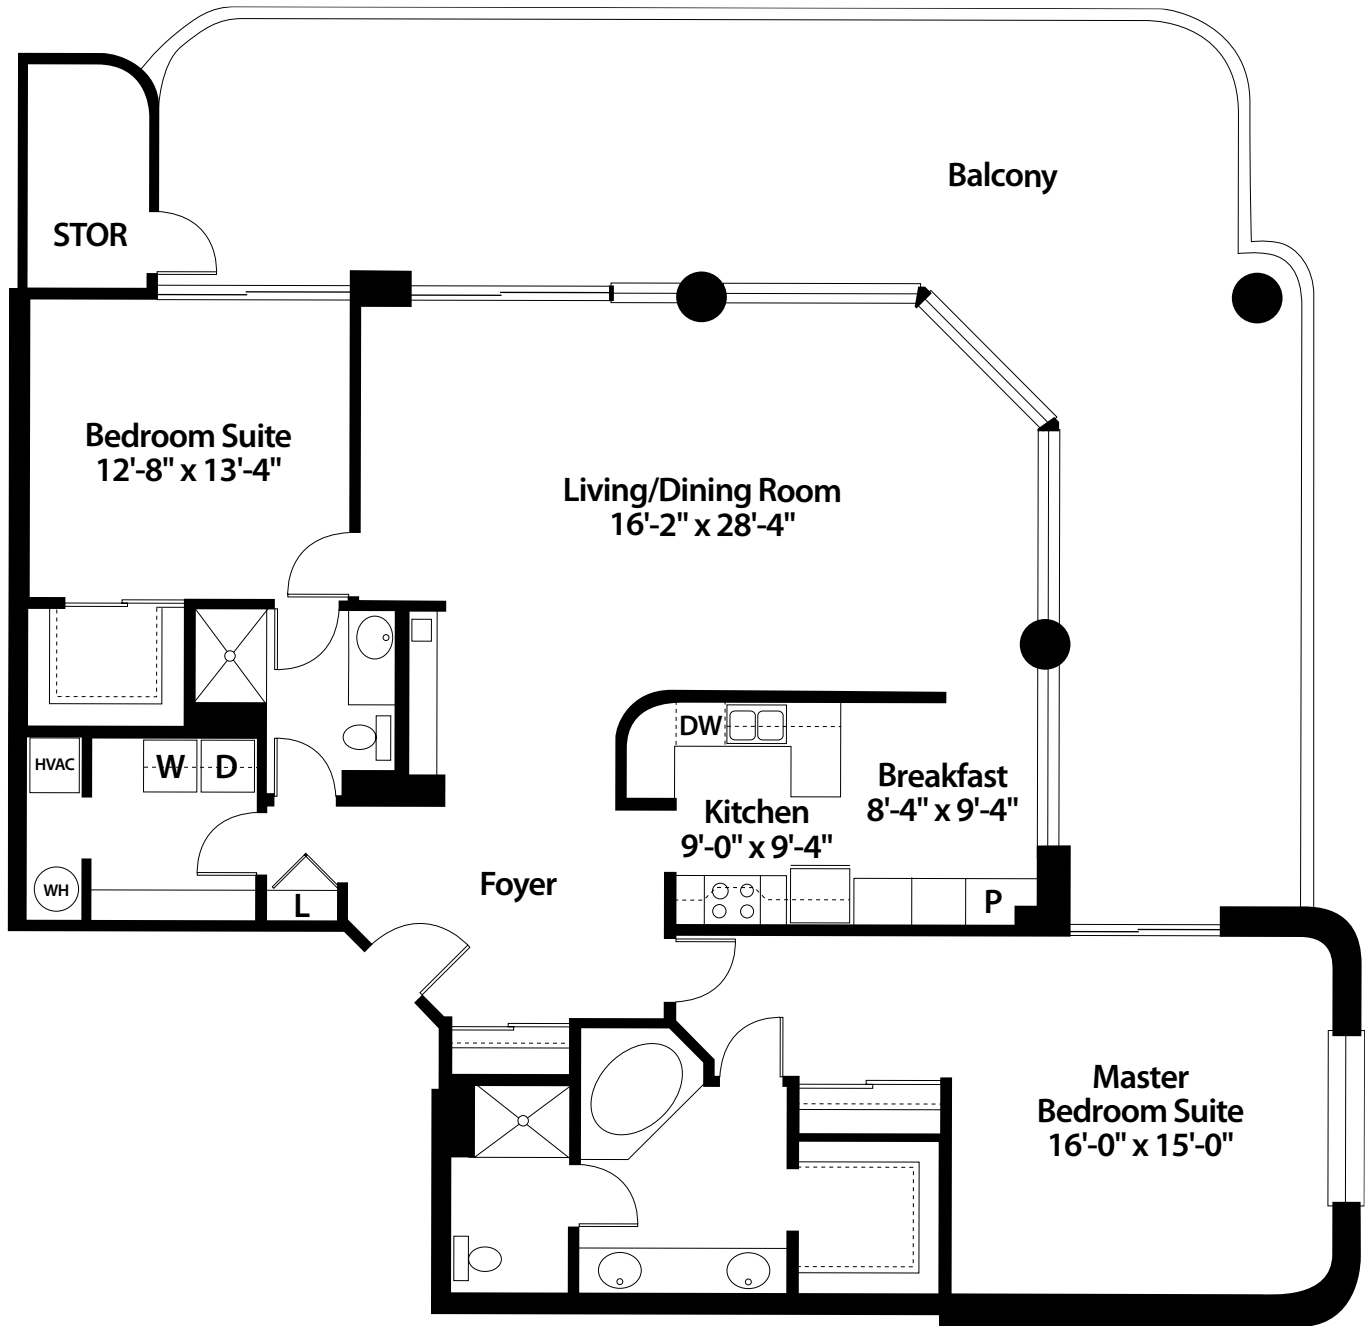 Balcony
STOR
Bedroom Suite
12'-8" x 13'-4"
Living/Dining Room
16'-2" x 28'-4"
DW
HVAC
W
D
Breakfast
8'-4" x 9'-4"
Kitchen
9'-0" x 9'-4"
WH
L
Foyer
P
Master
Bedroom Suite
16'-0" x 15'-0"